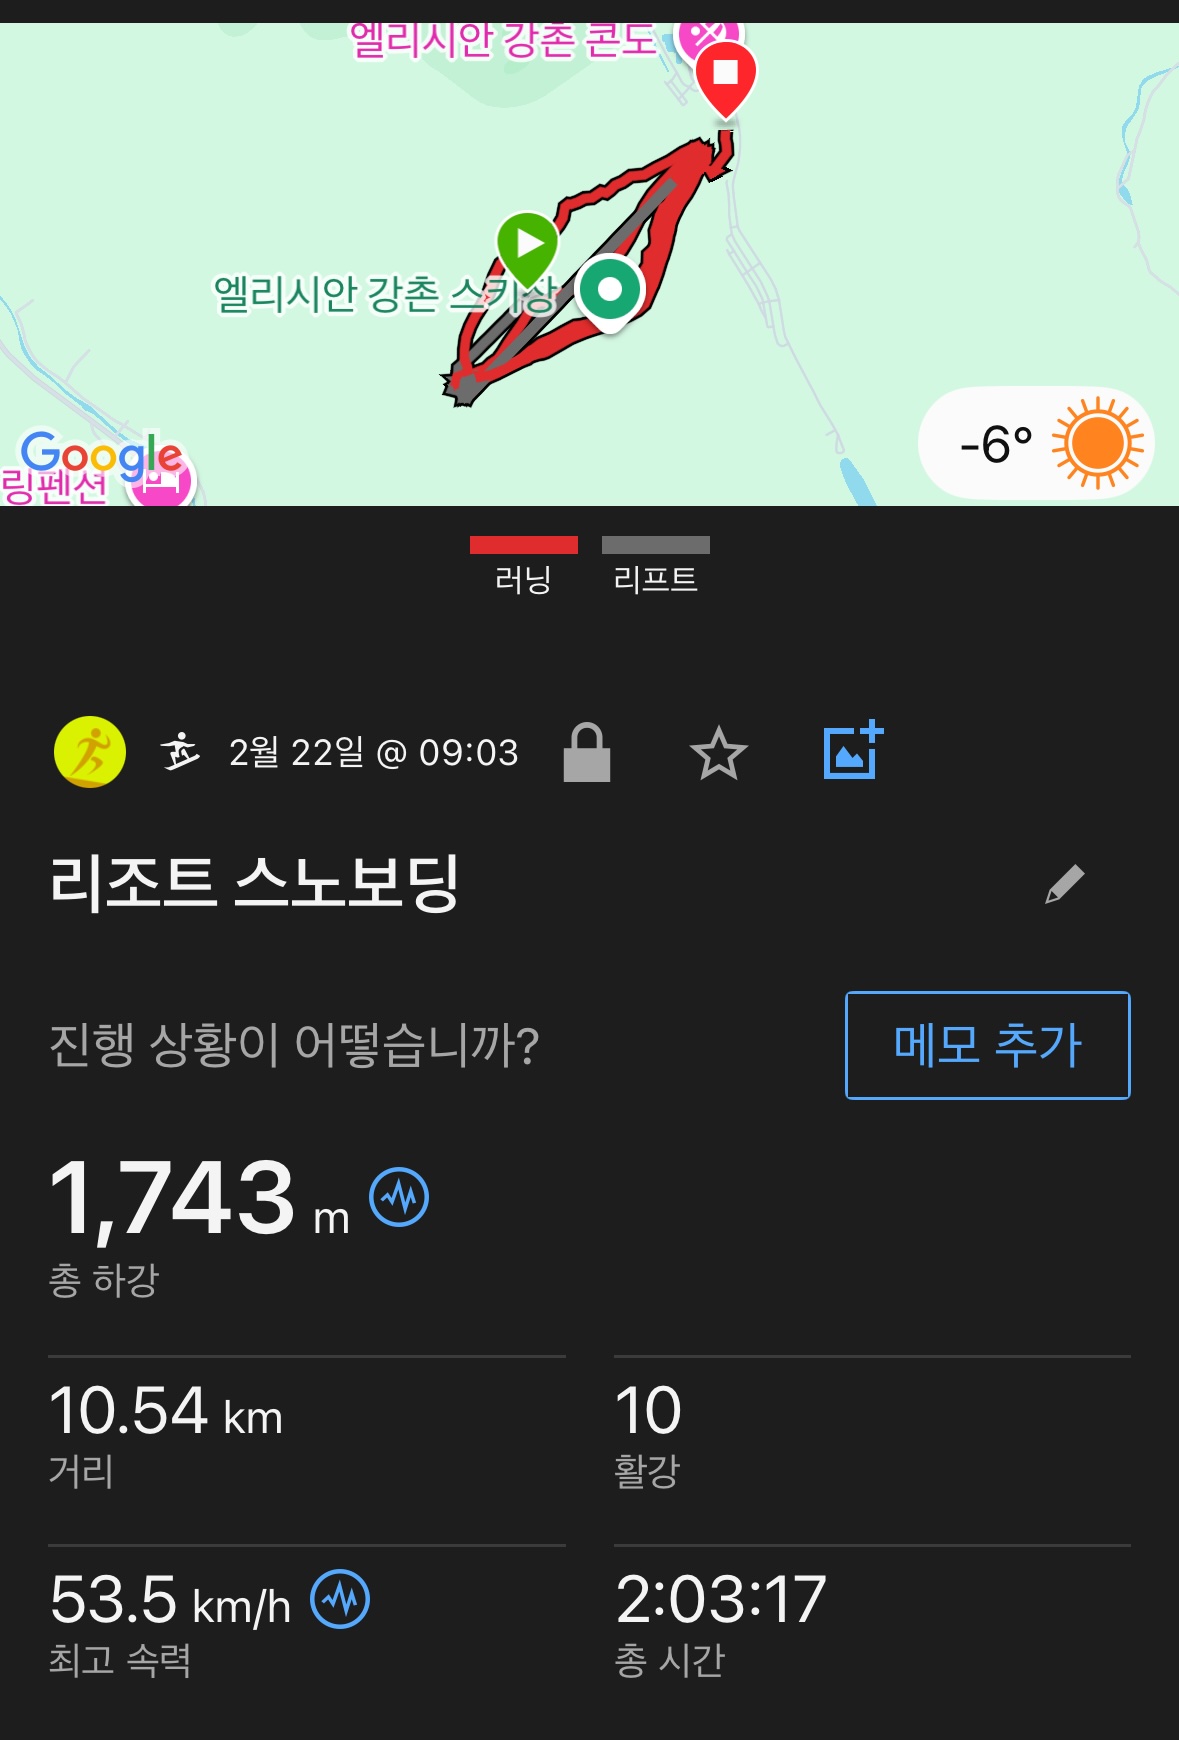 엘리시안 강촌 콘도
엘리시안 강촌 스키장
-6°
Google
링펜션
러닝
리프트
2월 22일 @ 09:03
리조트 스노보딩
진행 상황이 어떻습니까?
메모 추가
1,743 m
총 하강
10.54 km
거리
10
활강
53.5 km/h
최고 속력
2:03:17
총 시간